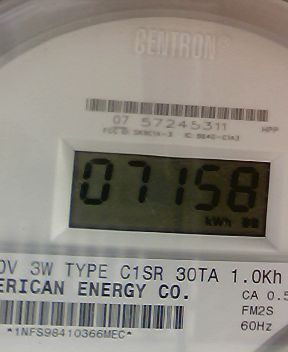 CENTRON
07 57245311 HPP
07158
kWh
0V 3W TYPE C1SR 30TA 1.0Kh
ERICAN ENERGY CO. CA 0.5
FM2S
60Hz
*1NFS98410366MEC*